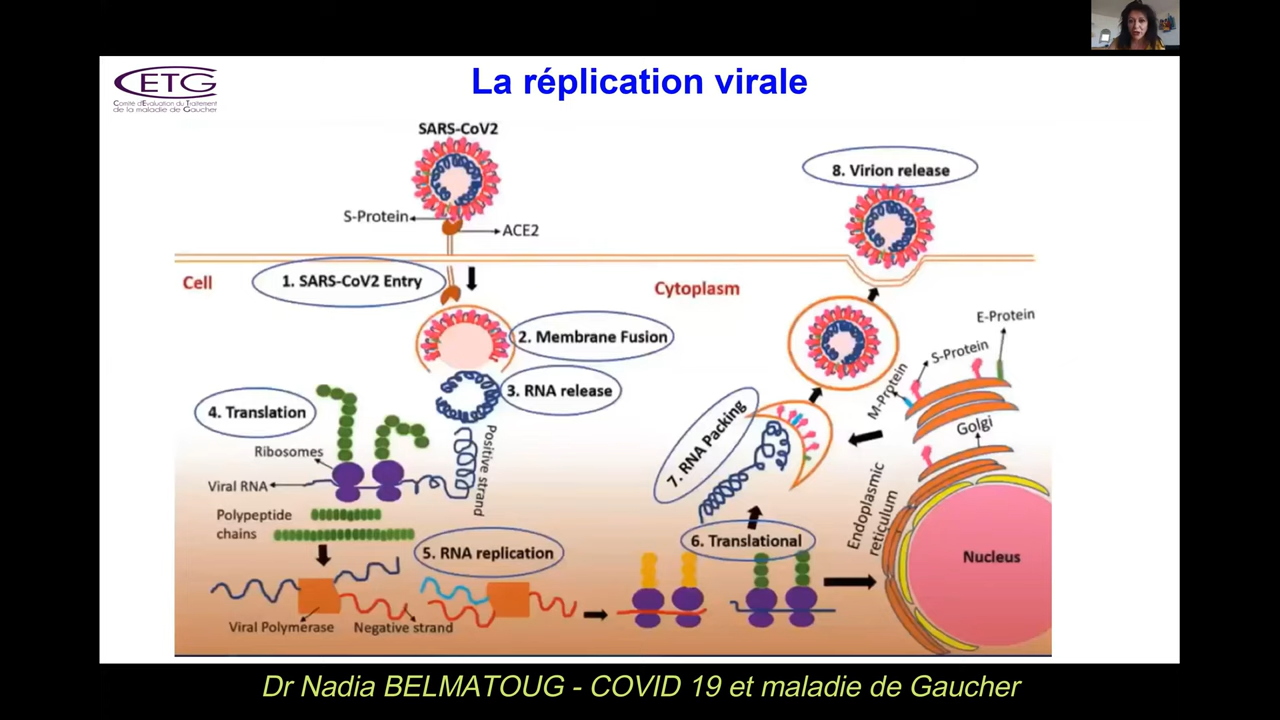 La réplication virale
CETG
Comité d'Evaluation du Traitement
de la maladie de Gaucher
SARS-CoV2
S-Protein
ACE2
8. Virion release
Cell
1. SARS-CoV2 Entry
Cytoplasm
2. Membrane Fusion
3. RNA release
E-Protein
S-Protein
M-Protein
Golgi
4. Translation
Ribosomes
Viral RNA
Positive strand
Polypeptide
chains
7. RNA Packing
Endoplasmic
reticulum
5. RNA replication
6. Translational
Nucleus
Viral Polymerase
Negative strand
Dr Nadia BELMATOUG - COVID 19 et maladie de Gaucher